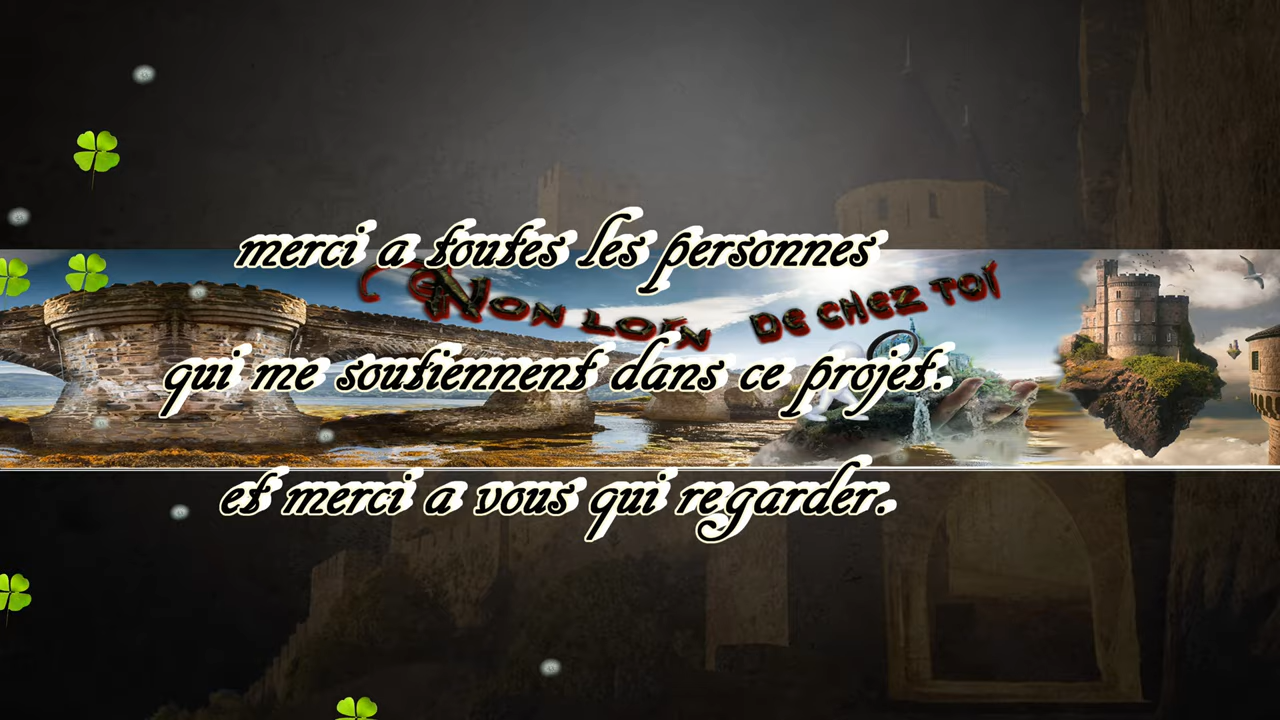 merci a toutes les personnes
Non loin de chez toi
qui me soutiennent dans ce projet.
et merci a vous qui regarder.